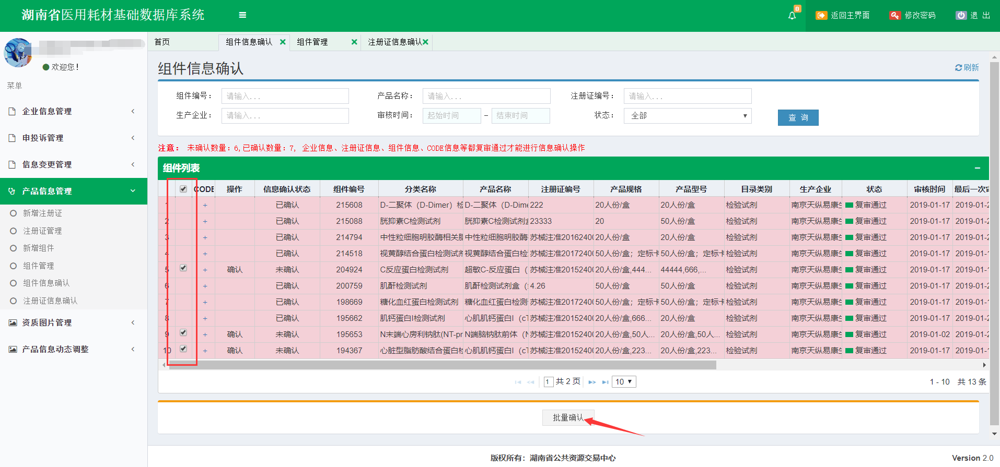 湖南省医用耗材基础数据库系统
0
返回主界面
修改密码
退 出
欢迎您!
菜单
企业信息管理
申投诉管理
信息变更管理
产品信息管理
新增注册证
注册证管理
新增组件
组件管理
组件信息确认
注册证信息确认
资质图片管理
产品信息动态调整
首页 组件信息确认 组件管理 注册证信息确认
组件信息确认
刷新
组件编号： 请输入... 产品名称： 请输入... 注册证编号： 请输入...
生产企业： 请输入... 审核时间： 起始时间 - 结束时间 状态： 全部 查 询
注意： 未确认数量：6,已确认数量：7, 企业信息、注册证信息、组件信息、CODE信息等都复审通过才能进行信息确认操作
组件列表
CODE 操作 信息确认状态 组件编号 分类名称 产品名称 注册证编号 产品规格 产品型号 目录类别 生产企业 状态 审核时间 最后一次
1 + 已确认 215608 D-二聚体（D-Dimer）检 D-二聚体（D-Dime 222 20人份/盒 20人份/盒 检验试剂 南京天纵易康 复审通过 2019-01-17 2019-01-2
2 + 已确认 215088 胱抑素C检测试剂 胱抑素C检测试剂 23333 20 50人份/盒 检验试剂 南京天纵易康 复审通过 2019-01-17 2019-01-2
3 + 已确认 214794 中性粒细胞明胶酶相关 中性粒细胞明胶酶 苏械注准20162400 20人份/盒 20人份/盒 检验试剂 南京天纵易康 复审通过 2019-01-17 2019-01-2
4 + 已确认 214518 视黄醇结合蛋白检测试 视黄醇结合蛋白检 苏械注准20172400 50人份/盒；定标卡 50人份/盒；定标卡 检验试剂 南京天纵易康 复审通过 2019-01-17 2019-01-1
5 + 确认 未确认 204924 C反应蛋白检测试剂 超敏C-反应蛋白（ 苏械注准20152400 20人份/盒,444... 44444,666,... 检验试剂 南京天纵易康 复审通过 2019-01-17 2019-01-1
6 + 已确认 200759 肌酐检测试剂 肌酐检测试剂盒（ 4.26 50人份/盒 50人份/盒 检验试剂 南京天纵易康 复审通过 2019-01-17 2019-01-2
7 + 已确认 198669 糖化血红蛋白检测试剂 糖化血红蛋白检测 苏械注准20172400 50人份/盒；定标卡 50人份/盒；定标卡 检验试剂 南京天纵易康 复审通过 2019-01-17 2019-01-1
8 + 已确认 195662 肌钙蛋白I检测试剂 心肌肌钙蛋白I（cT 苏械注准20152400 20人份/盒,666... 20人份/盒 检验试剂 南京天纵易康 复审通过 2019-01-17 2019-01-2
9 + 确认 未确认 195653 N末端心房利钠肽(NT-pr N端脑钠肽前体（N 苏械注准20152400 20人份/盒,50人... 20人份/盒,50人... 检验试剂 南京天纵易康 复审通过 2019-01-02 2019-01-2
10 + 确认 未确认 194367 心脏型脂肪酸结合蛋白 心肌肌钙蛋白I（cT 苏械注准20152400 20人份/盒,223... 20人份/盒,223... 检验试剂 南京天纵易康 复审通过 2019-01-17 2019-01-1
1 共 2 页 10 1 - 10 共 13 条
批量确认
版权所有：湖南省公共资源交易中心
Version 2.0